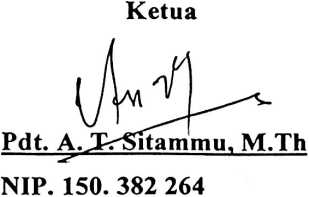 Ketua
Pdt. A. T. Sitammu, M.Th
NIP. 150. 382 264